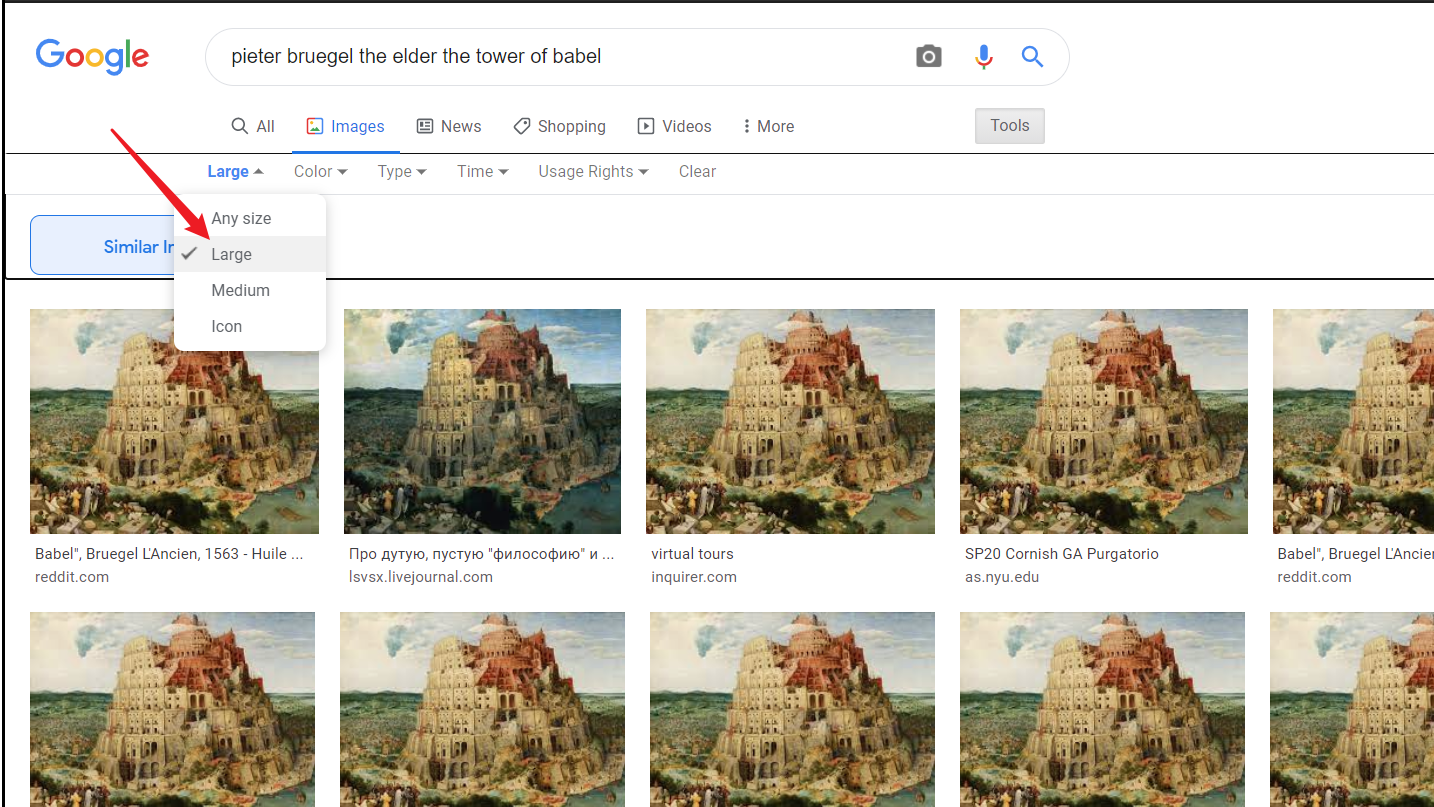 Google
pieter bruegel the elder the tower of babel
All Images News Shopping Videos More Tools
Large Color Type Time Usage Rights Clear
Any size
Similar
Large
Medium
Icon
Babel", Bruegel L'Ancien, 1563 - Huile ... Про дутую, пустую "философию" и ... virtual tours SP20 Cornish GA Purgatorio Babel", Bruegel
reddit.com lsvsx.livejournal.com inquirer.com as.nyu.edu reddit.com